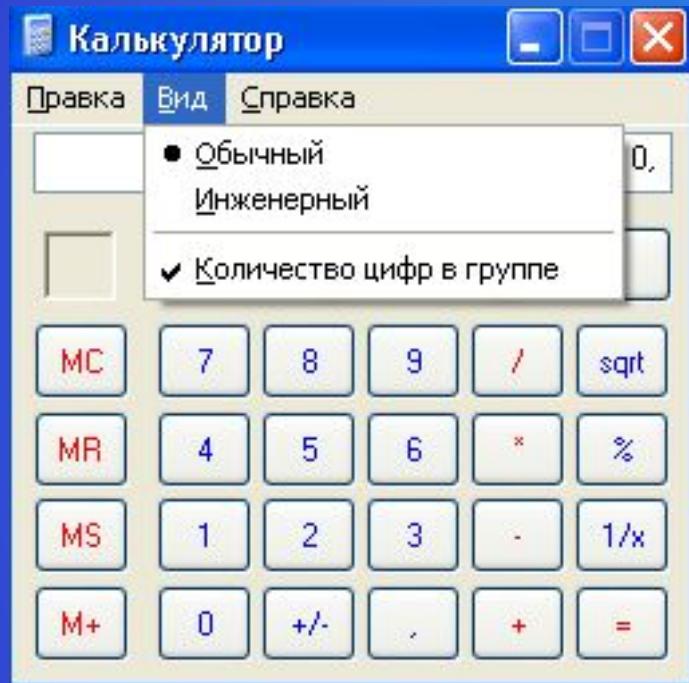 Калькулятор
Правка Вид Справка
0,
Обычный
Инженерный
Количество цифр в группе
MC 7 8 9 / sqrt
MR 4 5 6 * %
MS 1 2 3 - 1/x
M+ 0 +/- , + =